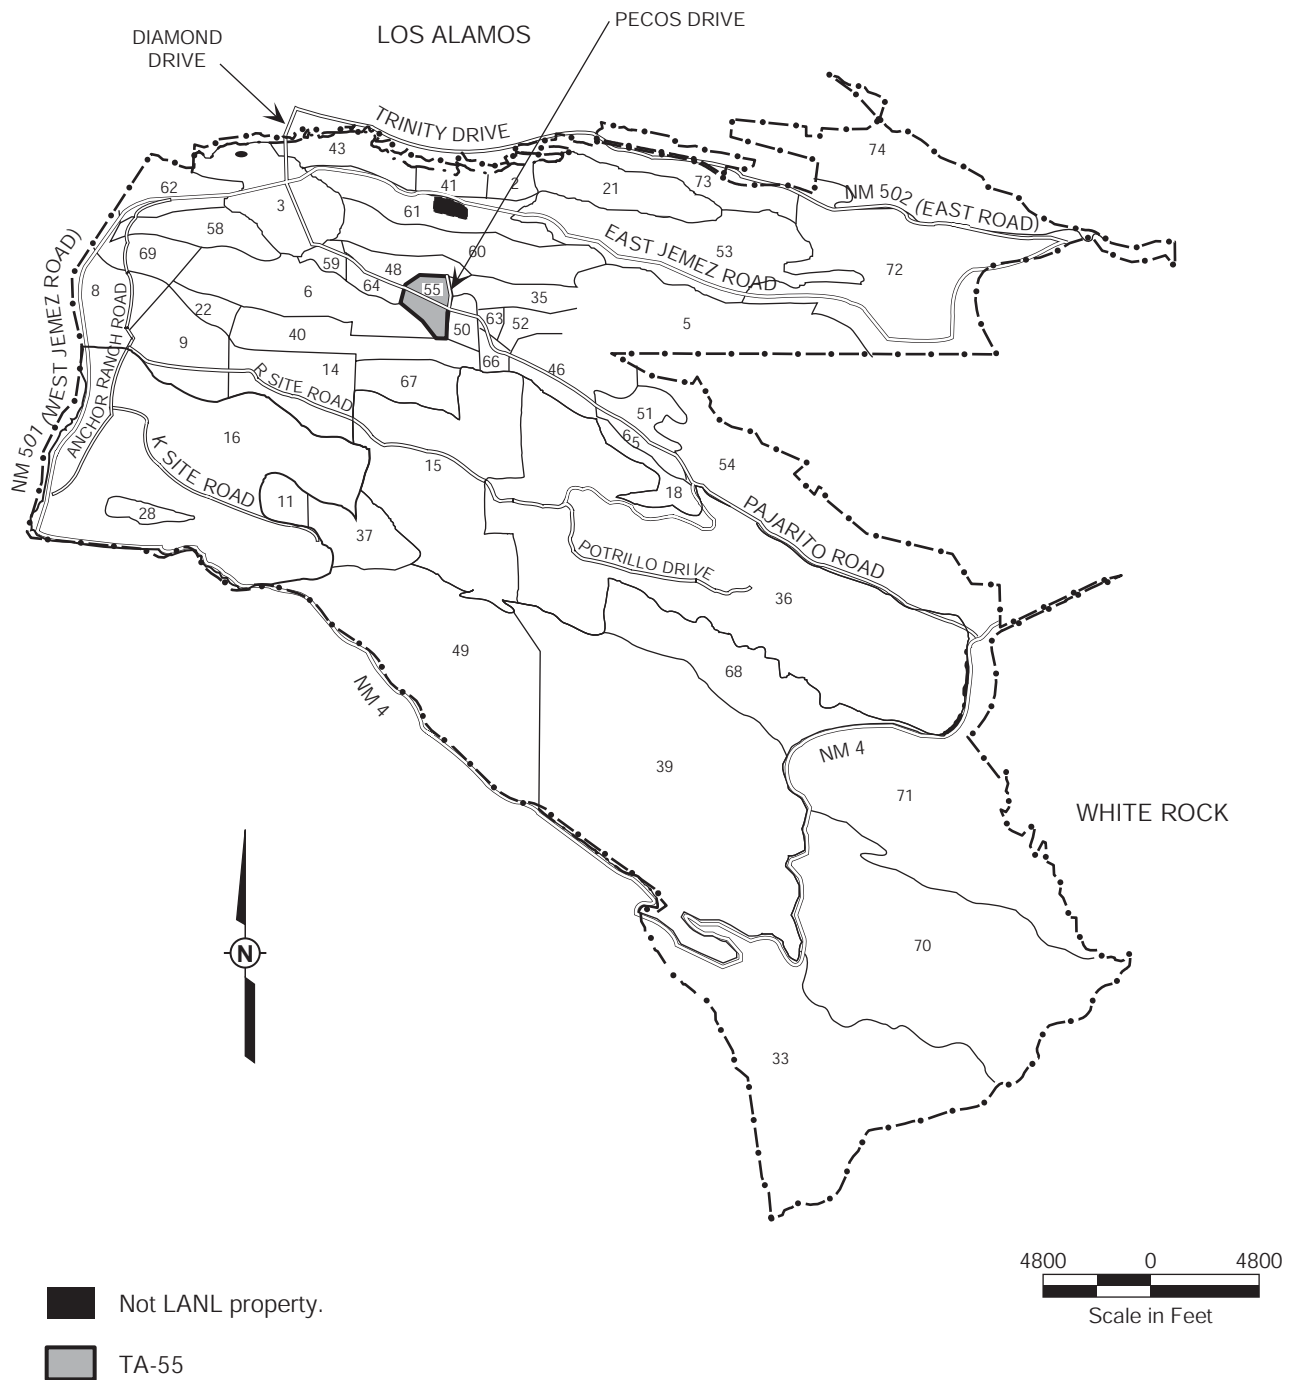 PECOS DRIVE
LOS ALAMOS
DIAMOND
DRIVE
TRINITY DRIVE
43
74
62
3
41
2
21
73
NM 502 (EAST ROAD)
61
58
69
59
48
60
EAST JEMEZ ROAD
53
72
8
6
64
55
35
22
63
52
50
5
9
40
66
46
14
67
R SITE ROAD
NM 501 (WEST JEMEZ ROAD)
ANCHOR RANCH ROAD
51
65
16
K SITE ROAD
15
54
18
11
28
37
PAJARITO ROAD
POTRILLO DRIVE
36
49
68
NM 4
NM 4
39
71
WHITE ROCK
N
70
33
4800 0 4800
Scale in Feet
Not LANL property.
TA-55